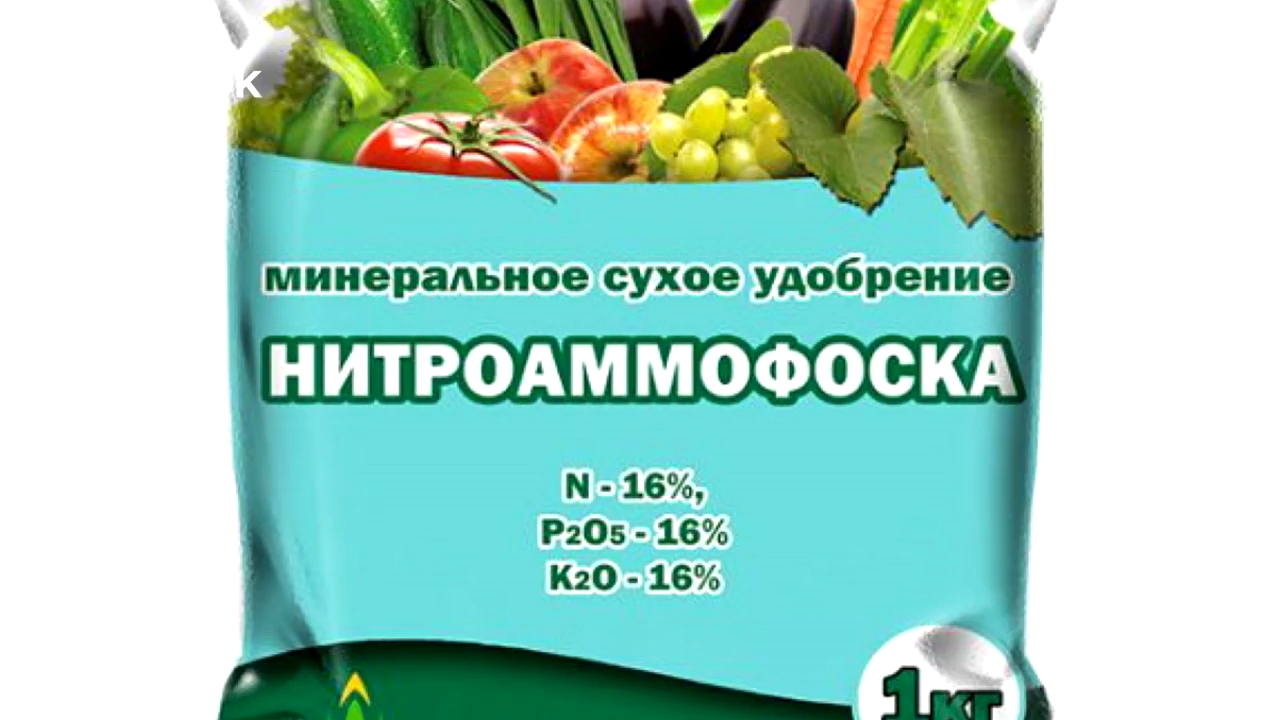 к
минеральное сухое удобрение
НИТРОАММОФОСКА
N - 16%,
P2O5 - 16%
K2O - 16%
1кг